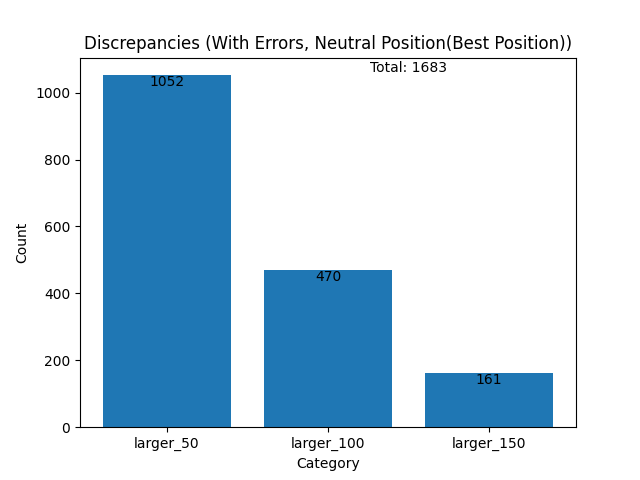 Discrepancies (With Errors, Neutral Position(Best Position))
Total: 1683
1052
470
161
1000
800
600
400
200
0
Count
larger_50 larger_100 larger_150
Category